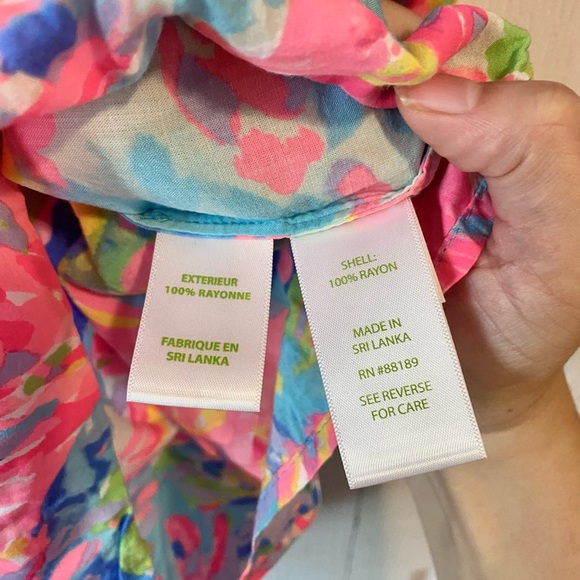 EXTERIEUR
100% RAYONNE
FABRIQUE EN
SRI LANKA
SHELL:
100% RAYON
MADE IN
SRI LANKA
RN #88189
SEE REVERSE
FOR CARE